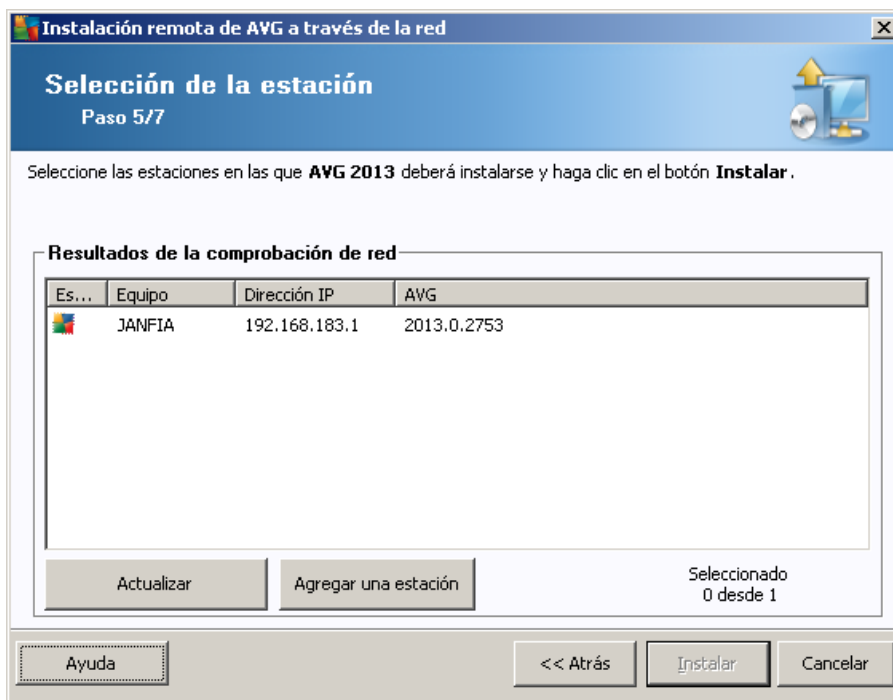 Instalación remota de AVG a través de la red
Selección de la estación
Paso 5/7
Seleccione las estaciones en las que AVG 2013 deberá instalarse y haga clic en el botón Instalar.
Resultados de la comprobación de red
Es... Equipo Dirección IP AVG
JANFIA 192.168.183.1 2013.0.2753
Actualizar Agregar una estación Seleccionado
0 desde 1
Ayuda << Atrás Instalar Cancelar